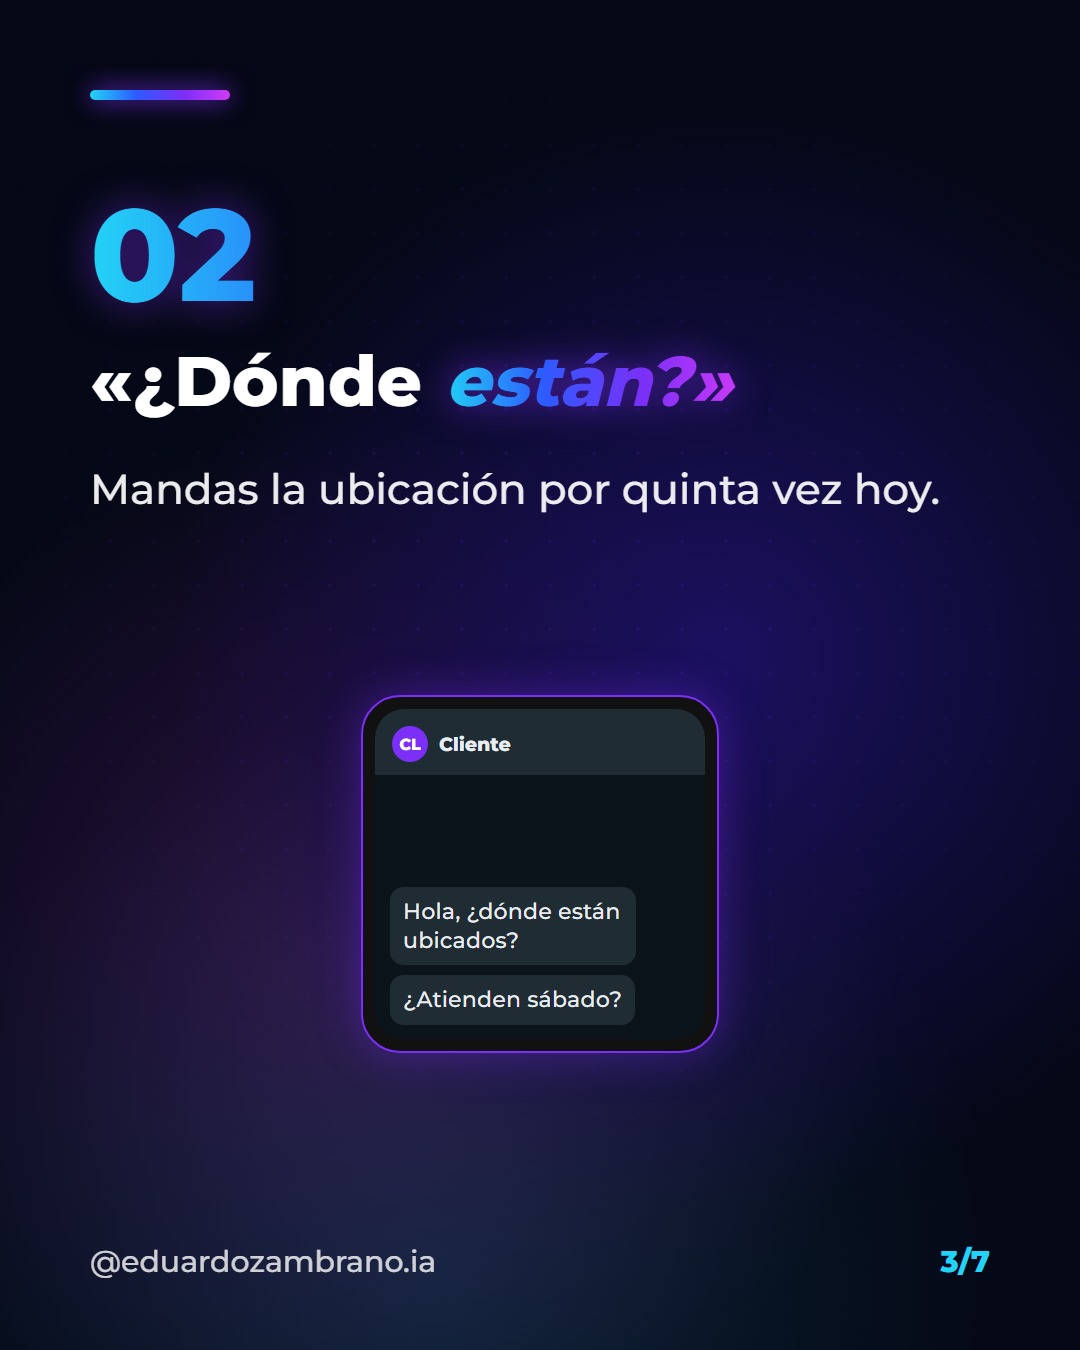 02
«¿Dónde están?»
Mandas la ubicación por quinta vez hoy.
CL Cliente
Hola, ¿dónde están
ubicados?
¿Atienden sábado?
@eduardozambrano.ia
3/7